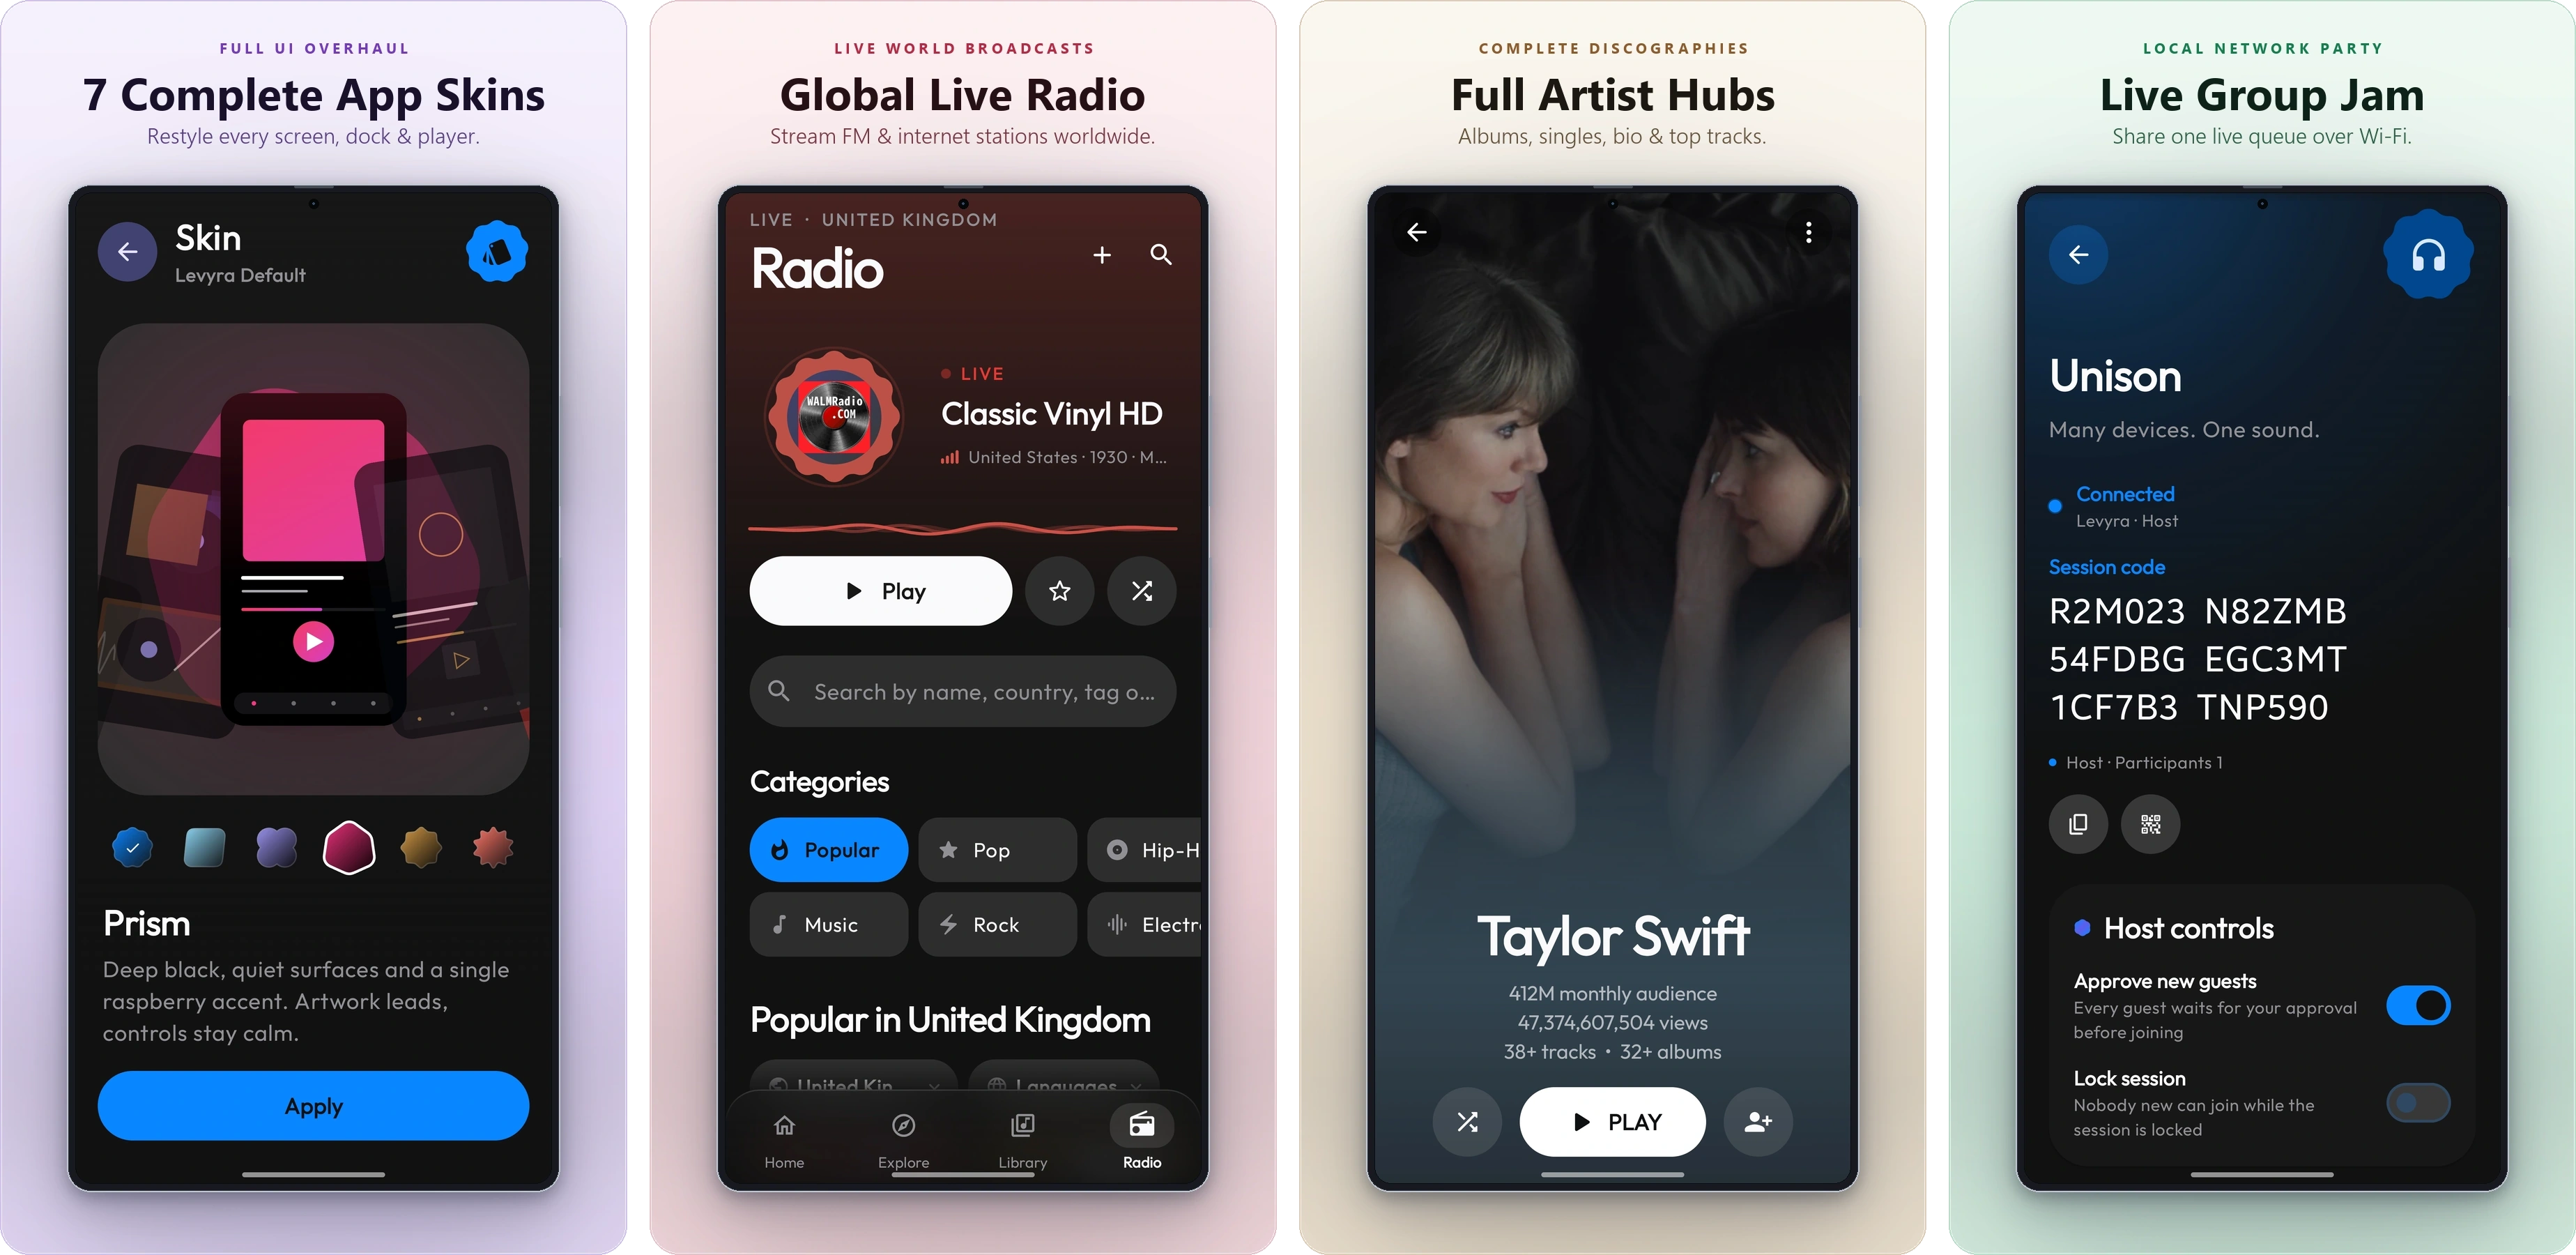 FULL UI OVERHAUL
7 Complete App Skins
Restyle every screen, dock & player.
Skin
Levyra Default
Prism
Deep black, quiet surfaces and a single
raspberry accent. Artwork leads,
controls stay calm.
Apply
LIVE WORLD BROADCASTS
Global Live Radio
Stream FM & internet stations worldwide.
LIVE · UNITED KINGDOM
Radio
WALMRadio
.COM
LIVE
Classic Vinyl HD
United States · 1930 · M...
Play
Search by name, country, tag o...
Categories
Popular
Pop
Hip-H
Music
Rock
Electr
Popular in United Kingdom
United Kin
Languages
Home
Explore
Library
Radio
COMPLETE DISCOGRAPHIES
Full Artist Hubs
Albums, singles, bio & top tracks.
Taylor Swift
412M monthly audience
47,374,607,504 views
38+ tracks • 32+ albums
PLAY
LOCAL NETWORK PARTY
Live Group Jam
Share one live queue over Wi-Fi.
Unison
Many devices. One sound.
Connected
Levyra · Host
Session code
R2M023 N82ZMB
54FDBG EGC3MT
1CF7B3 TNP590
Host · Participants 1
Host controls
Approve new guests
Every guest waits for your approval
before joining
Lock session
Nobody new can join while the
session is locked